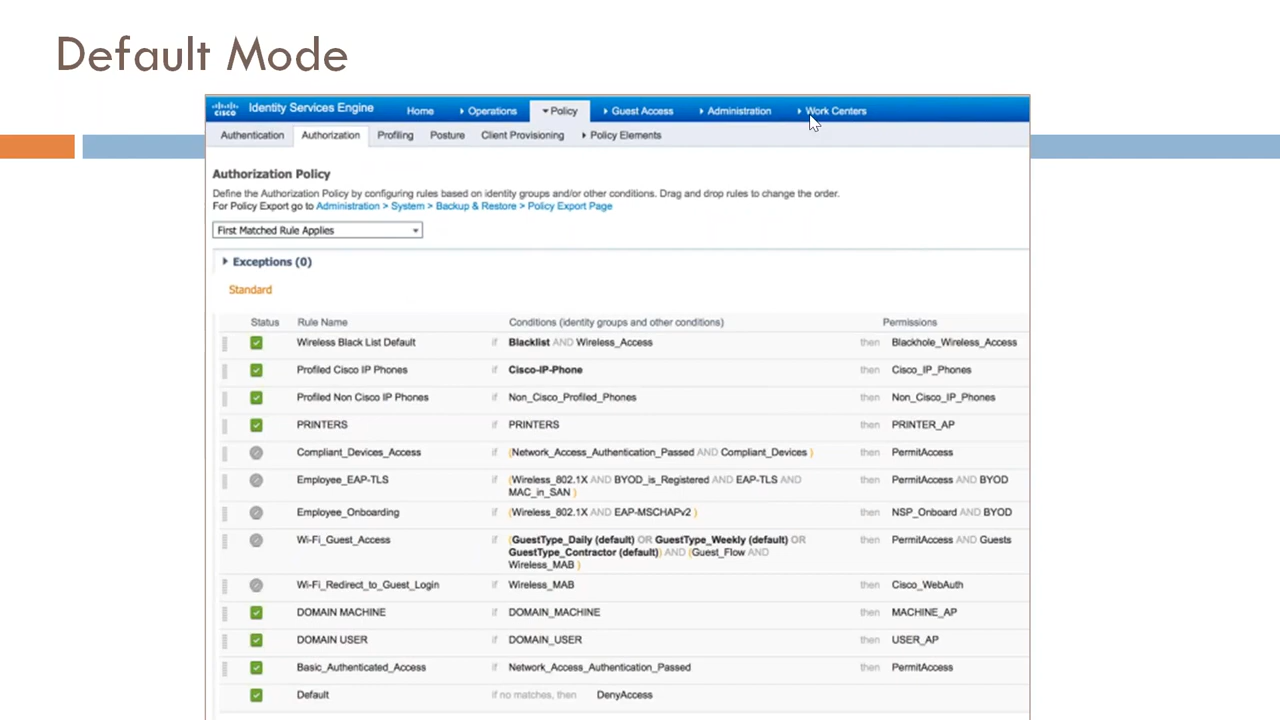 Default Mode
CISCO Identity Services Engine Home Operations Policy Guest Access Administration Work Centers
Authentication Authorization Profiling Posture Client Provisioning Policy Elements
Authorization Policy
Define the Authorization Policy by configuring rules based on identity groups and/or other conditions. Drag and drop rules to change the order.
For Policy Export go to Administration > System > Backup & Restore > Policy Export Page
First Matched Rule Applies
Exceptions (0)
Standard
Status Rule Name Conditions (identity groups and other conditions) Permissions
Wireless Black List Default if Blacklist AND Wireless_Access then Blackhole_Wireless_Access
Profiled Cisco IP Phones if Cisco-IP-Phone then Cisco_IP_Phones
Profiled Non Cisco IP Phones if Non_Cisco_Profiled_Phones then Non_Cisco_IP_Phones
PRINTERS if PRINTERS then PRINTER_AP
Compliant_Devices_Access if (Network_Access_Authentication_Passed AND Compliant_Devices ) then PermitAccess
Employee_EAP-TLS if (Wireless_802.1X AND BYOD_is_Registered AND EAP-TLS AND then PermitAccess AND BYOD
MAC_in_SAN )
Employee_Onboarding if (Wireless_802.1X AND EAP-MSCHAPv2 ) then NSP_Onboard AND BYOD
Wi-Fi_Guest_Access if (GuestType_Daily (default) OR GuestType_Weekly (default) OR then PermitAccess AND Guests
GuestType_Contractor (default) ) AND (Guest_Flow AND
Wireless_MAB )
Wi-Fi_Redirect_to_Guest_Login if Wireless_MAB then Cisco_WebAuth
DOMAIN MACHINE if DOMAIN_MACHINE then MACHINE_AP
DOMAIN USER if DOMAIN_USER then USER_AP
Basic_Authenticated_Access if Network_Access_Authentication_Passed then PermitAccess
Default if no matches, then DenyAccess